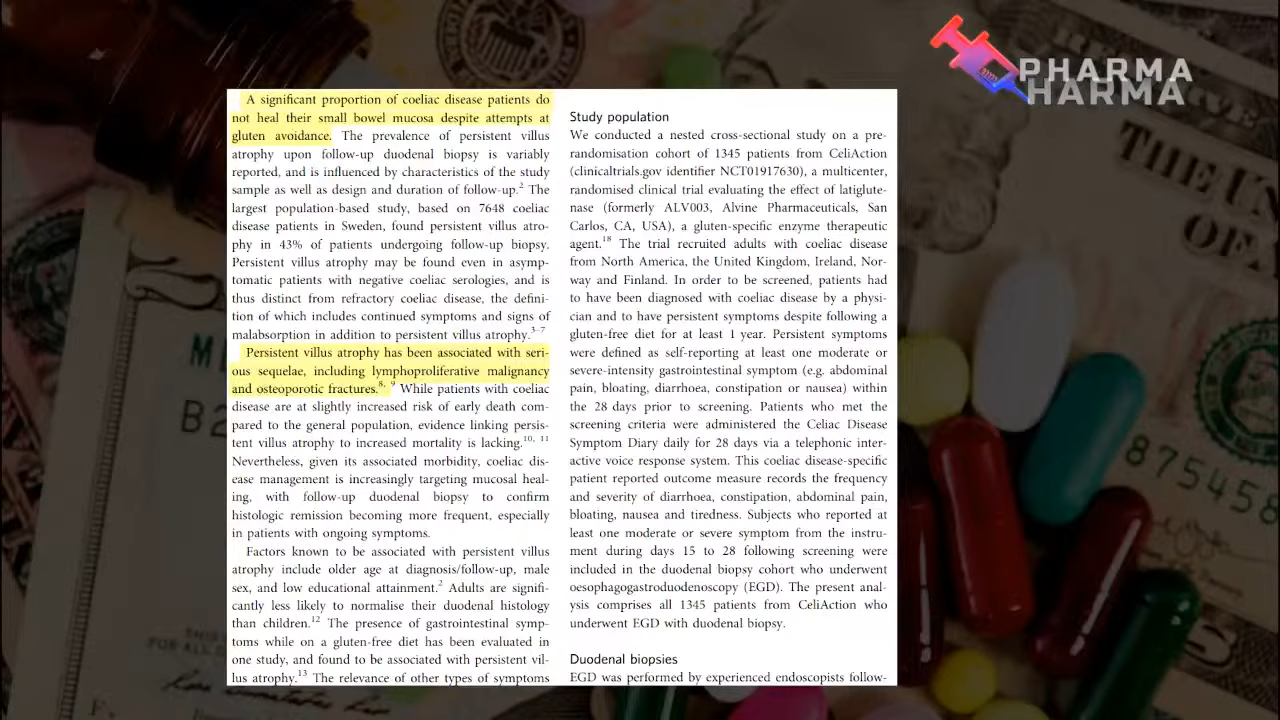 PHARMA
HARMA
A significant proportion of coeliac disease patients do
not heal their small bowel mucosa despite attempts at
gluten avoidance. The prevalence of persistent villus
atrophy upon follow-up duodenal biopsy is variably
reported, and is influenced by characteristics of the study
sample as well as design and duration of follow-up.2 The
largest population-based study, based on 7648 coeliac
disease patients in Sweden, found persistent villus atro-
phy in 43% of patients undergoing follow-up biopsy.
Persistent villus atrophy may be found even in asymp-
tomatic patients with negative coeliac serologies, and is
thus distinct from refractory coeliac disease, the defini-
tion of which includes continued symptoms and signs of
malabsorption in addition to persistent villus atrophy.3–7
Persistent villus atrophy has been associated with seri-
ous sequelae, including lymphoproliferative malignancy
and osteoporotic fractures.8, 9 While patients with coeliac
disease are at slightly increased risk of early death com-
pared to the general population, evidence linking persis-
tent villus atrophy to increased mortality is lacking.10, 11
Nevertheless, given its associated morbidity, coeliac dis-
ease management is increasingly targeting mucosal heal-
ing, with follow-up duodenal biopsy to confirm
histologic remission becoming more frequent, especially
in patients with ongoing symptoms.
Factors known to be associated with persistent villus
atrophy include older age at diagnosis/follow-up, male
sex, and low educational attainment.2 Adults are signifi-
cantly less likely to normalise their duodenal histology
than children.12 The presence of gastrointestinal symp-
toms while on a gluten-free diet has been evaluated in
one study, and found to be associated with persistent vil-
lus atrophy.13 The relevance of other types of symptoms
Study population
We conducted a nested cross-sectional study on a pre-
randomisation cohort of 1345 patients from CeliAction
(clinicaltrials.gov identifier NCT01917630), a multicenter,
randomised clinical trial evaluating the effect of latiglute-
nase (formerly ALV003, Alvine Pharmaceuticals, San
Carlos, CA, USA), a gluten-specific enzyme therapeutic
agent.18 The trial recruited adults with coeliac disease
from North America, the United Kingdom, Ireland, Nor-
way and Finland. In order to be screened, patients had
to have been diagnosed with coeliac disease by a physi-
cian and to have persistent symptoms despite following a
gluten-free diet for at least 1 year. Persistent symptoms
were defined as self-reporting at least one moderate or
severe-intensity gastrointestinal symptom (e.g. abdominal
pain, bloating, diarrhoea, constipation or nausea) within
the 28 days prior to screening. Patients who met the
screening criteria were administered the Celiac Disease
Symptom Diary daily for 28 days via a telephonic inter-
active voice response system. This coeliac disease-specific
patient reported outcome measure records the frequency
and severity of diarrhoea, constipation, abdominal pain,
bloating, nausea and tiredness. Subjects who reported at
least one moderate or severe symptom from the instru-
ment during days 15 to 28 following screening were
included in the duodenal biopsy cohort who underwent
oesophagogastroduodenoscopy (EGD). The present anal-
ysis comprises all 1345 patients from CeliAction who
underwent EGD with duodenal biopsy.
Duodenal biopsies
EGD was performed by experienced endoscopists follow-